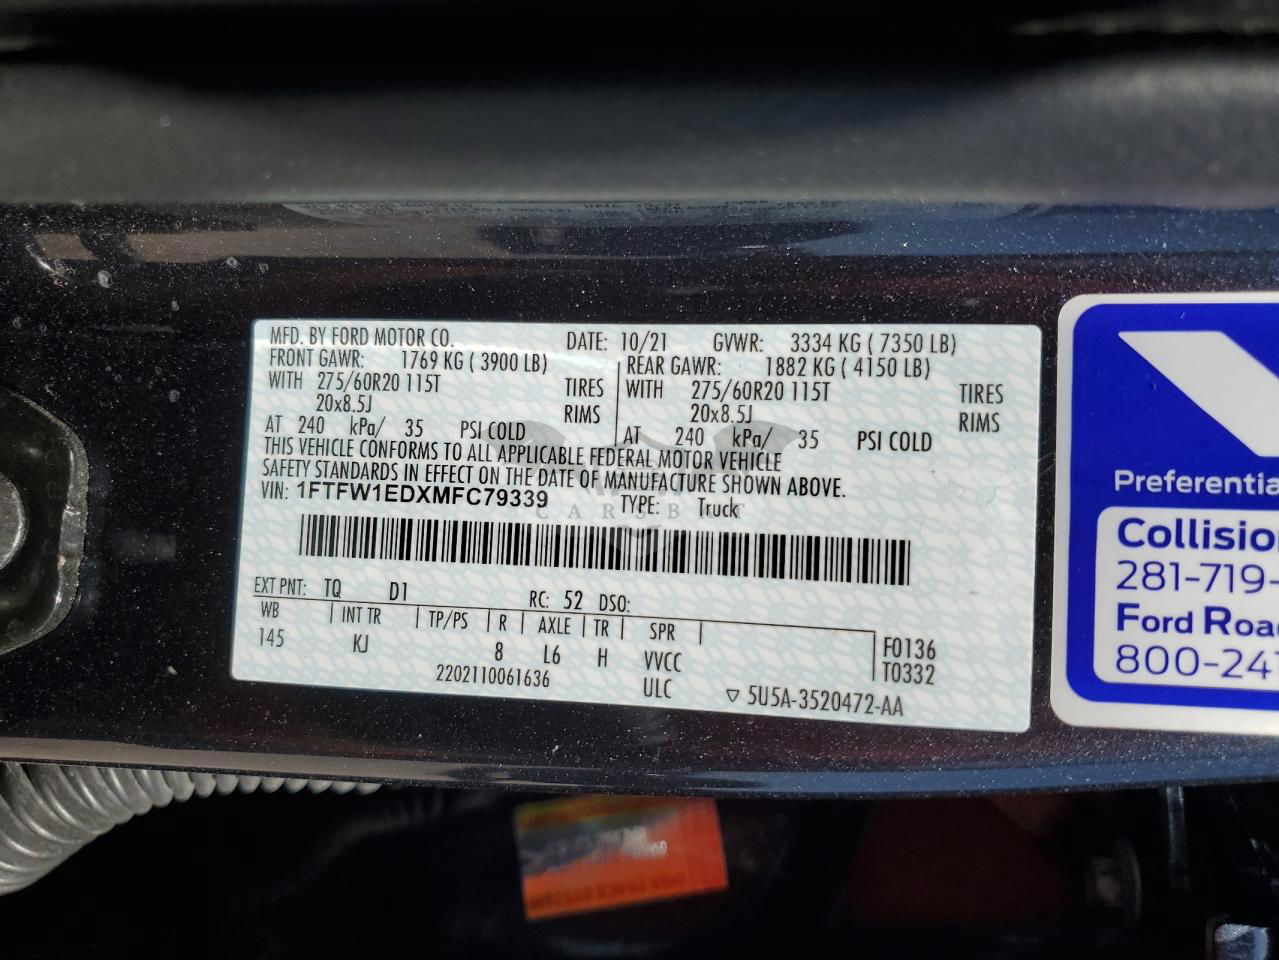 MFD. BY FORD MOTOR CO. DATE: 10/21 GVWR: 3334 KG ( 7350 LB)
FRONT GAWR: 1769 KG ( 3900 LB) REAR GAWR: 1882 KG ( 4150 LB)
WITH 275/60R20 115T TIRES WITH 275/60R20 115T TIRES
20x8.5J RIMS 20x8.5J RIMS
AT 240 kPa/ 35 PSI COLD AT 240 kPa/ 35 PSI COLD
THIS VEHICLE CONFORMS TO ALL APPLICABLE FEDERAL MOTOR VEHICLE
SAFETY STANDARDS IN EFFECT ON THE DATE OF MANUFACTURE SHOWN ABOVE.
VIN: 1FTFW1EDXMFC79339 TYPE: Truck
EXT PNT: TQ D1 RC: 52 DSO:
WB INT TR TP/PS R AXLE TR SPR
145 KJ 8 L6 H VVCC F0136
T0332
2202110061636 ULC ▽ 5U5A-3520472-AA
Preferentia
Collision
281-719-
Ford Roa
800-241